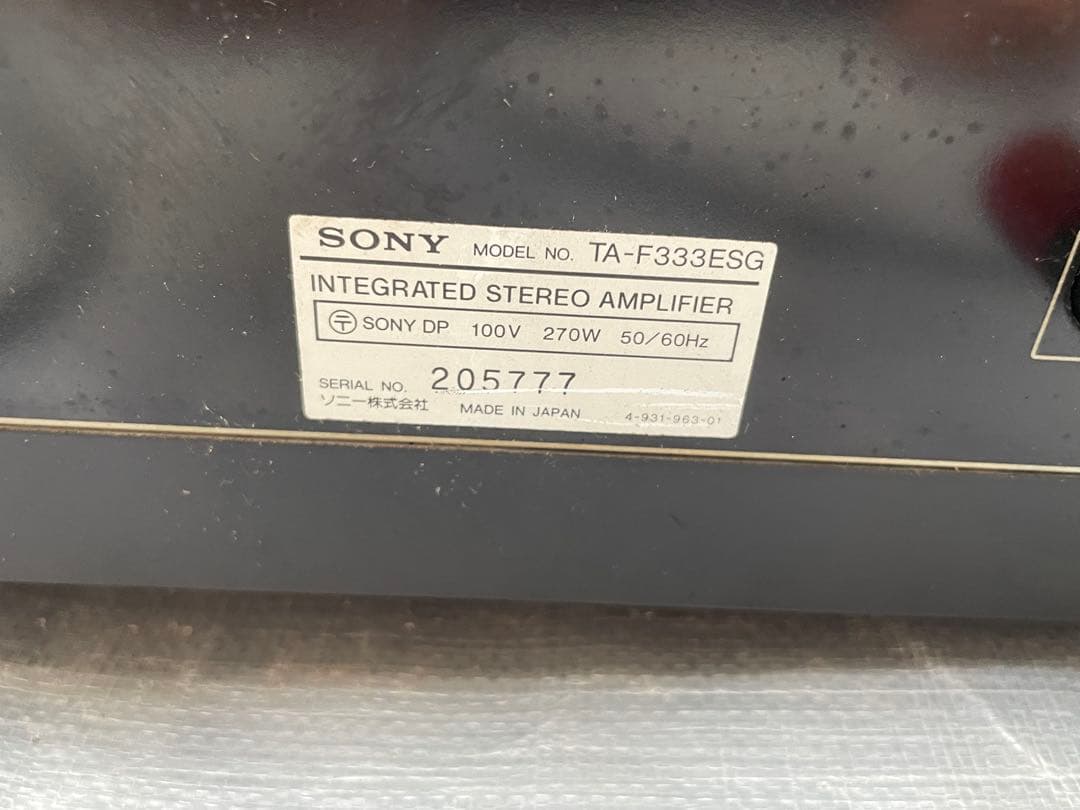 SONY MODEL NO. TA-F333ESG
INTEGRATED STEREO AMPLIFIER
〶 SONY DP 100V 270W 50/60Hz
SERIAL NO. 205777
ソニー株式会社 MADE IN JAPAN 4-931-963-01